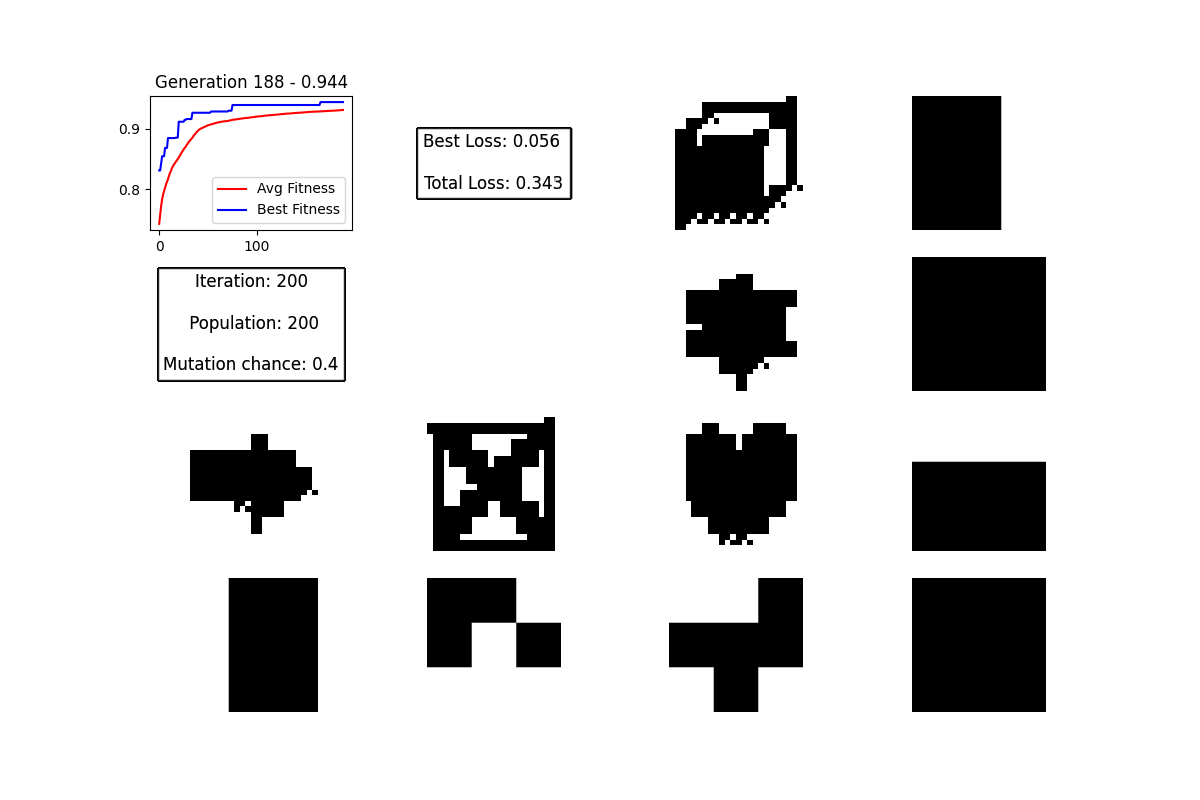 Generation 188 - 0.944
0.9
0.8
Avg Fitness
Best Fitness
0
100
Best Loss: 0.056
Total Loss: 0.343
Iteration: 200
Population: 200
Mutation chance: 0.4